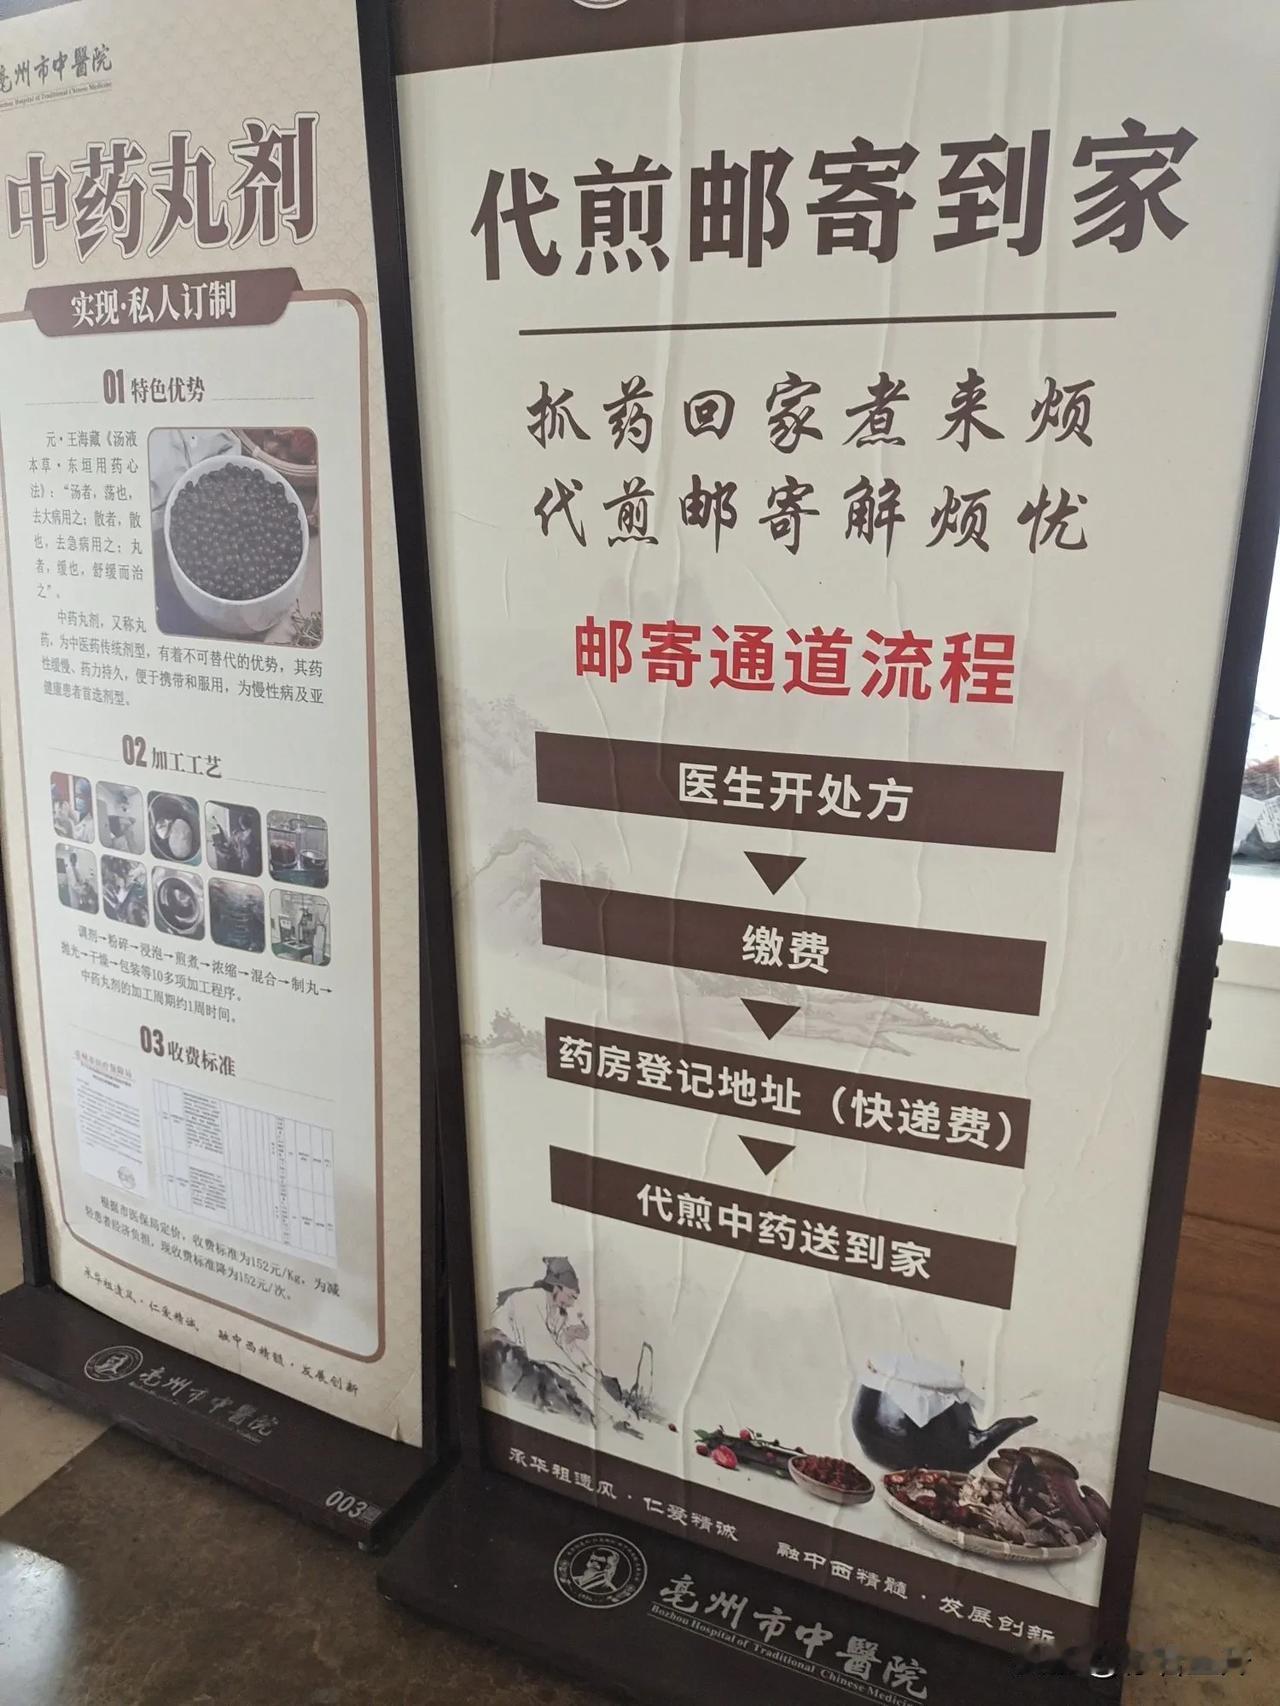 亳州市中醫院
Bozhou Hospital of Traditional Chinese Medicine
中药丸剂
实现·私人订制
01 特色优势
元·王海藏《汤液
本草·东垣用药心
法》：“汤者，荡也，
去大病用之；散者，散
也，去急病用之；丸
者，缓也，舒缓而治
之”。
中药丸剂，又称丸
药，为中医药传统剂型，有着不可替代的优势，其药
性缓慢、药力持久，便于携带和服用，为慢性病及亚
健康患者首选剂型。
02 加工工艺
调剂→粉碎→浸泡→煎煮→浓缩→混合→制丸→
抛光→干燥→包装等10多项加工程序。
中药丸剂的加工周期约1周时间。
03 收费标准
根据市医保局定价，收费标准为152元/Kg，为减
轻患者经济负担，现收费标准降为152元/次。
承华祖遗风·仁爱精诚 融中西精髓·发展创新
亳州市中醫院
Bozhou Hospital of Traditional Chinese Medicine
003
代煎邮寄到家
抓药回家煮来烦
代煎邮寄解烦忧
邮寄通道流程
医生开处方
缴费
药房登记地址（快递费）
代煎中药送到家
承华祖遗风·仁爱精诚 融中西精髓·发展创新
亳州市中醫院
Bozhou Hospital of Traditional Chinese Medicine